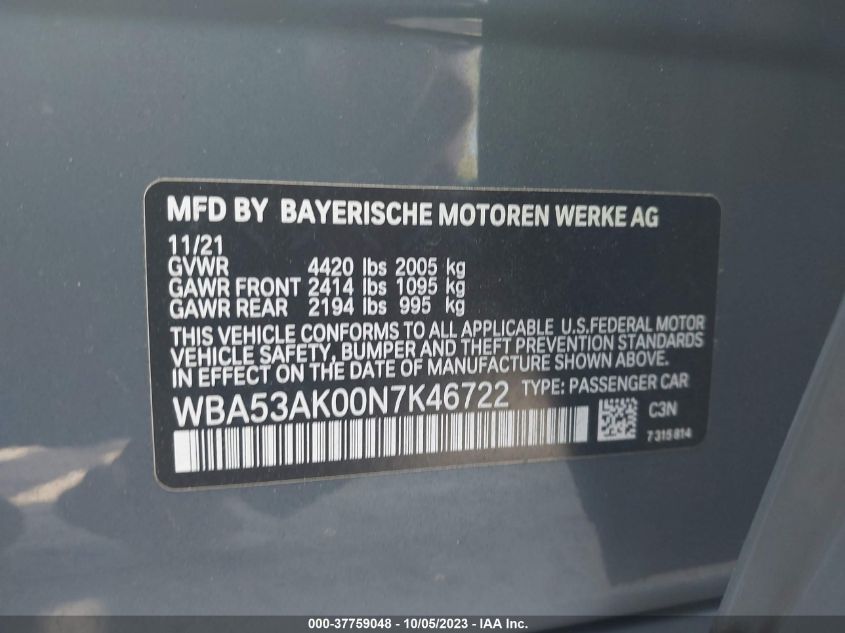 MFD BY BAYERISCHE MOTOREN WERKE AG
11/21
GVWR 4420 lbs 2005 kg
GAWR FRONT 2414 lbs 1095 kg
GAWR REAR 2194 lbs 995 kg
THIS VEHICLE CONFORMS TO ALL APPLICABLE U.S.FEDERAL MOTOR
VEHICLE SAFETY, BUMPER AND THEFT PREVENTION STANDARDS
IN EFFECT ON THE DATE OF MANUFACTURE SHOWN ABOVE.
WBA53AK00N7K46722 TYPE: PASSENGER CAR
C3N
7315814
000-37759048 - 10/05/2023 - © IAA Inc.